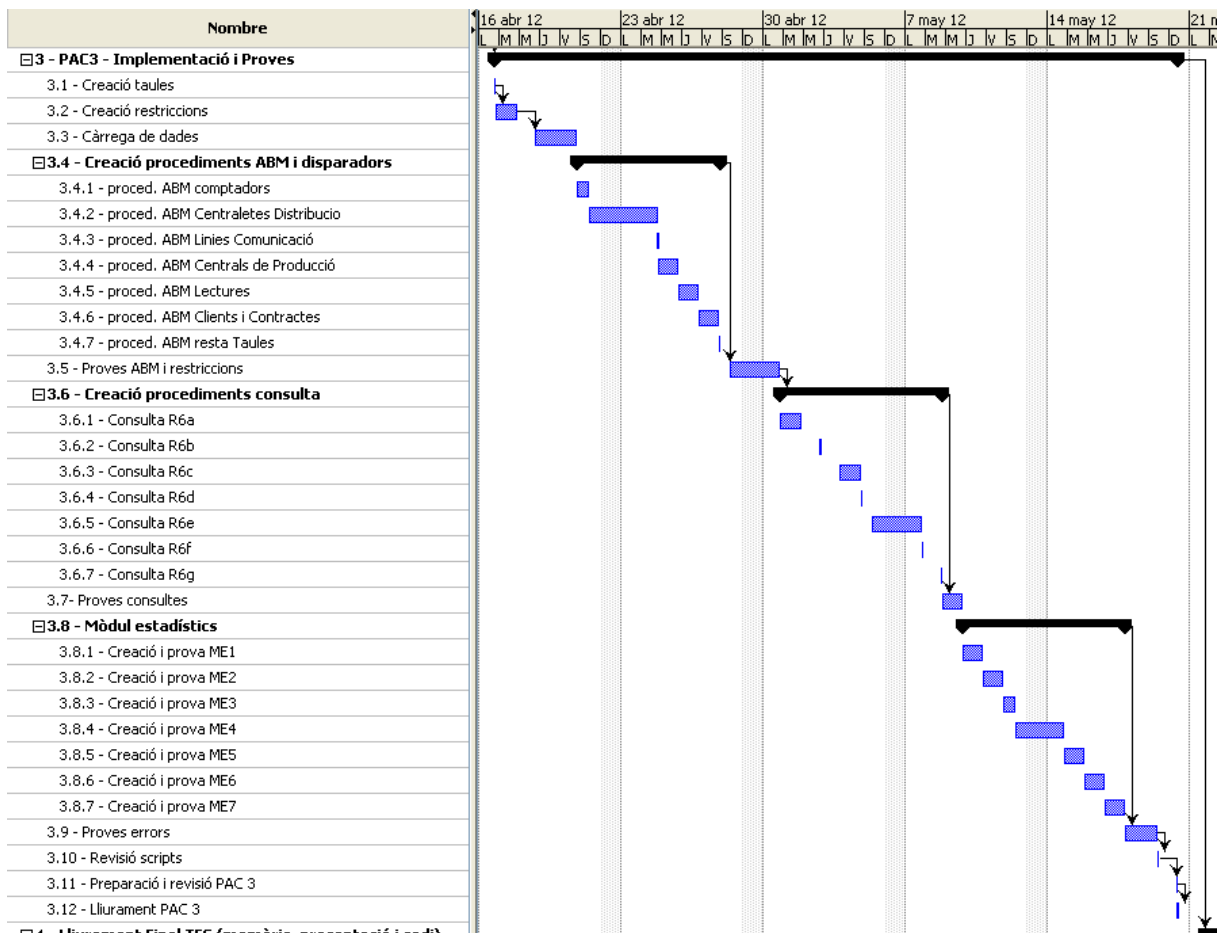 Nombre
16 abr 12 23 abr 12 30 abr 12 7 may 12 14 may 12 21 m
L M M J V S D L M M J V S D L M M J V S D L M M J V S D L M M J V S D L M
3 - PAC3 - Implementació i Proves
3.1 - Creació taules
3.2 - Creació restriccions
3.3 - Càrrega de dades
3.4 - Creació procediments ABM i disparadors
3.4.1 - proced. ABM comptadors
3.4.2 - proced. ABM Centraletes Distribucio
3.4.3 - proced. ABM Linies Comunicació
3.4.4 - proced. ABM Centrals de Producció
3.4.5 - proced. ABM Lectures
3.4.6 - proced. ABM Clients i Contractes
3.4.7 - proced. ABM resta Taules
3.5 - Proves ABM i restriccions
3.6 - Creació procediments consulta
3.6.1 - Consulta R6a
3.6.2 - Consulta R6b
3.6.3 - Consulta R6c
3.6.4 - Consulta R6d
3.6.5 - Consulta R6e
3.6.6 - Consulta R6f
3.6.7 - Consulta R6g
3.7- Proves consultes
3.8 - Mòdul estadístics
3.8.1 - Creació i prova ME1
3.8.2 - Creació i prova ME2
3.8.3 - Creació i prova ME3
3.8.4 - Creació i prova ME4
3.8.5 - Creació i prova ME5
3.8.6 - Creació i prova ME6
3.8.7 - Creació i prova ME7
3.9 - Proves errors
3.10 - Revisió scripts
3.11 - Preparació i revisió PAC 3
3.12 - Lliurament PAC 3